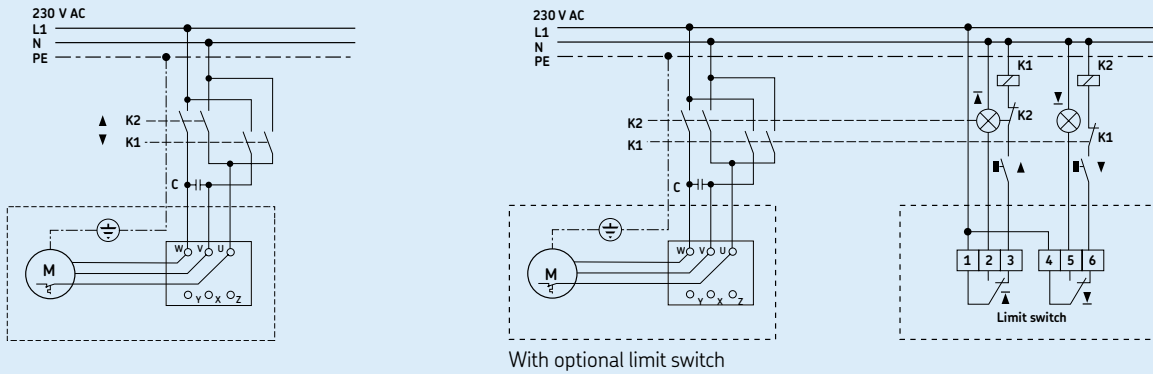 230 V AC
L1
N
PE
▲ K2
▼ K1
C
W V U
M
Y X Z
230 V AC
L1
N
PE
K1 K2
K2
K2
K1
K1
▲ ▼
C
W V U
M
Y X Z
1 2 3 4 5 6
Limit switch
With optional limit switch